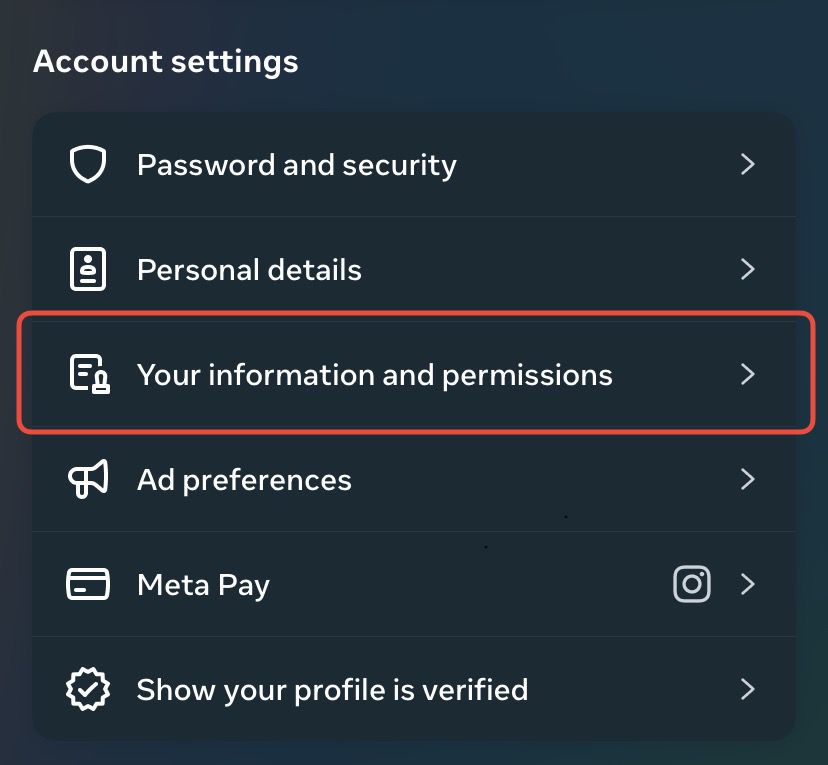 Account settings
Password and security
Personal details
Your information and permissions
Ad preferences
Meta Pay
Show your profile is verified